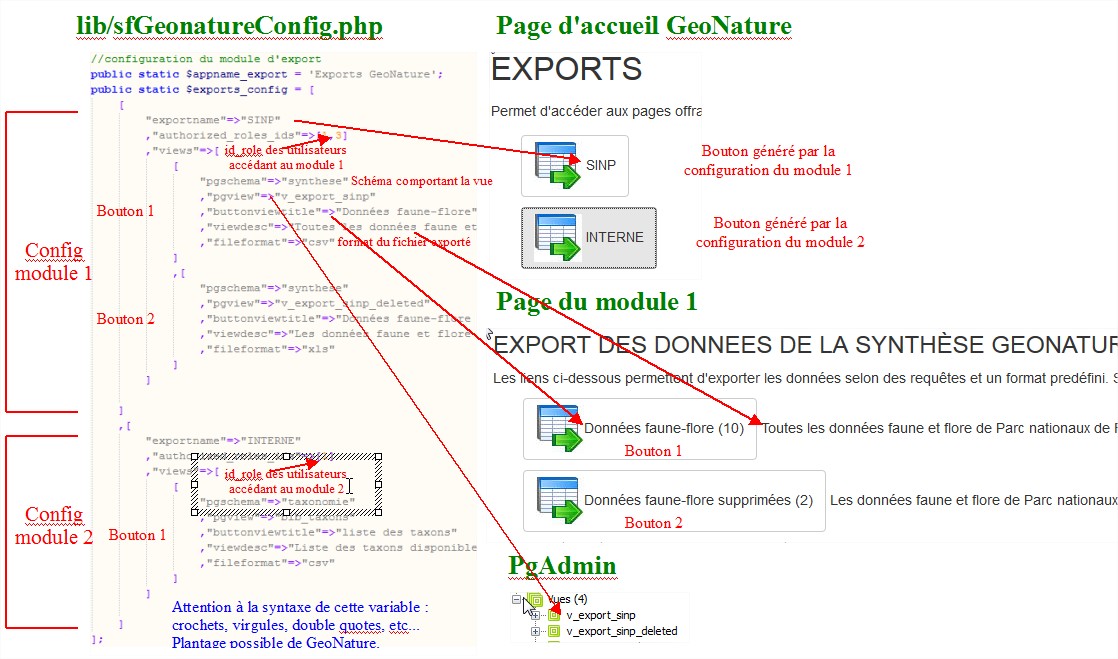 lib/sfGeonatureConfig.php
//configuration du module d'export
public static $appname_export = 'Exports GeoNature';
public static $exports_config = [
[
"exportname"=>"SINP"
,"authorized_roles_ids"=>[ ,3]
,"views"=>[
id_role des utilisateurs
accédant au module 1
[
"pgschema"=>"synthese" Schéma comportant la vue
,"pgview"=>"v_export_sinp"
Bouton 1
,"buttonviewtitle"=>"Données faune-flore"
,"viewdesc"=>"Toutes les données faune et
,"fileformat"=>"csv" format du fichier exporté
]
Config
module 1
,[
"pgschema"=>"synthese"
,"pgview"=>"v_export_sinp_deleted"
Bouton 2
,"buttonviewtitle"=>"Données faune-flore
,"viewdesc"=>"Les données faune et flore
,"fileformat"=>"xls"
]
]
]
,[
"exportname"=>"INTERNE"
,"views"=>[
id_role des utilisateurs
accédant au module 2
[
"pgschema"=>"taxonomie"
Config
module 2
Bouton 1
,"buttonviewtitle"=>"liste des taxons"
,"viewdesc"=>"Liste des taxons disponible
,"fileformat"=>"csv"
]
]
]
];
Attention à la syntaxe de cette variable :
crochets, virgules, double quotes, etc...
Plantage possible de GeoNature.
Page d'accueil GeoNature
EXPORTS
Permet d'accéder aux pages offra
SINP
Bouton généré par la
configuration du module 1
INTERNE
Bouton généré par la
configuration du module 2
Page du module 1
EXPORT DES DONNEES DE LA SYNTHÈSE GEONATUR
Les liens ci-dessous permettent d'exporter les données selon des requêtes et un format predéfini. S
Données faune-flore (10) Toutes les données faune et flore de Parc nationaux de
Bouton 1
Données faune-flore supprimées (2) Les données faune et flore de Parc nationaux
Bouton 2
PgAdmin
Vues (4)
v_export_sinp
v_export_sinp_deleted